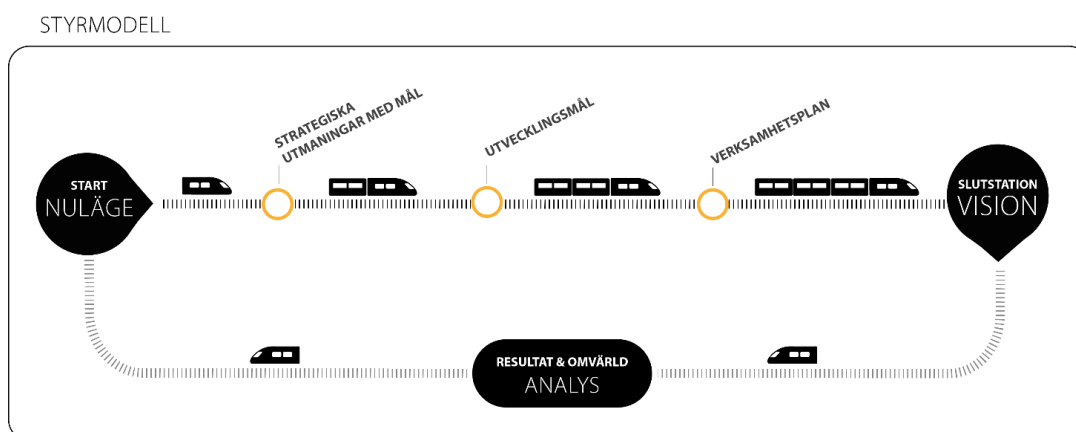 STYRMODELL
START
NULÄGE
STRATEGISKA
UTMANINGAR MED MÅL
UTVECKLINGSMÅL
VERKSAMHETSPLAN
SLUTSTATION
VISION
RESULTAT & OMVÄRLD
ANALYS